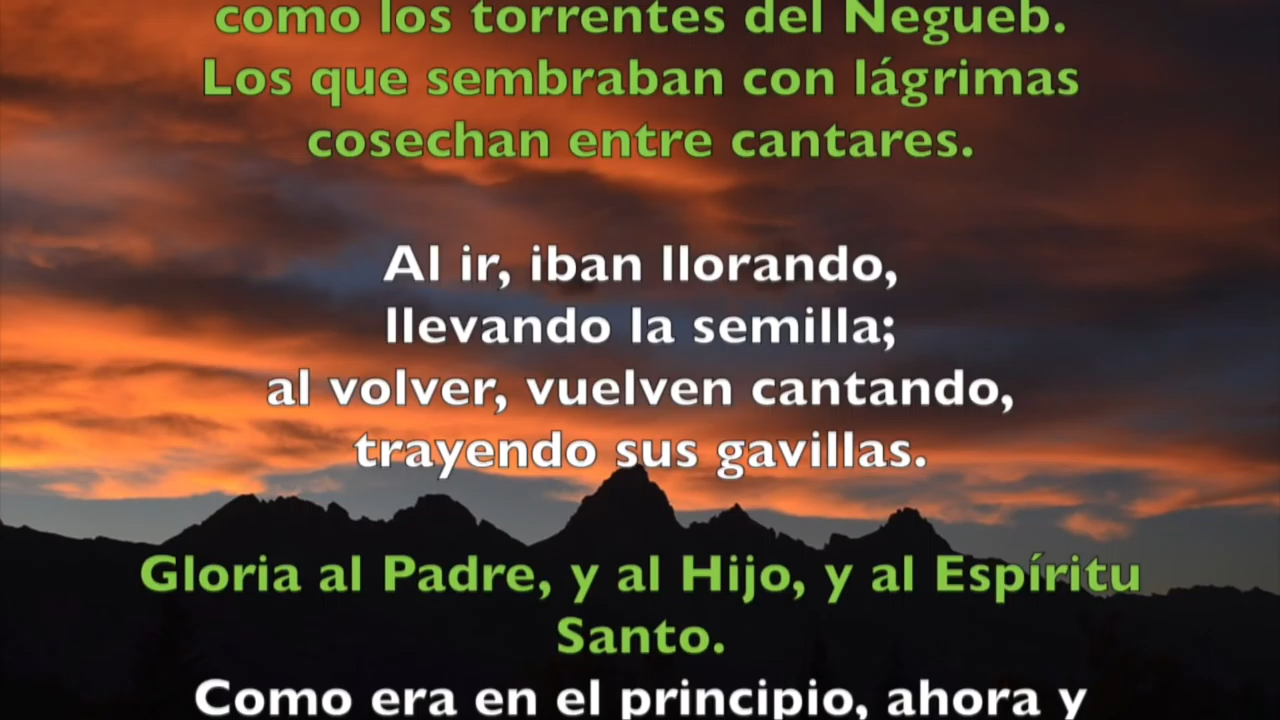 como los torrentes del Negueb.
Los que sembraban con lágrimas
cosechan entre cantares.
Al ir, iban llorando,
llevando la semilla;
al volver, vuelven cantando,
trayendo sus gavillas.
Gloria al Padre, y al Hijo, y al Espíritu
Santo.
Como era en el principio, ahora y